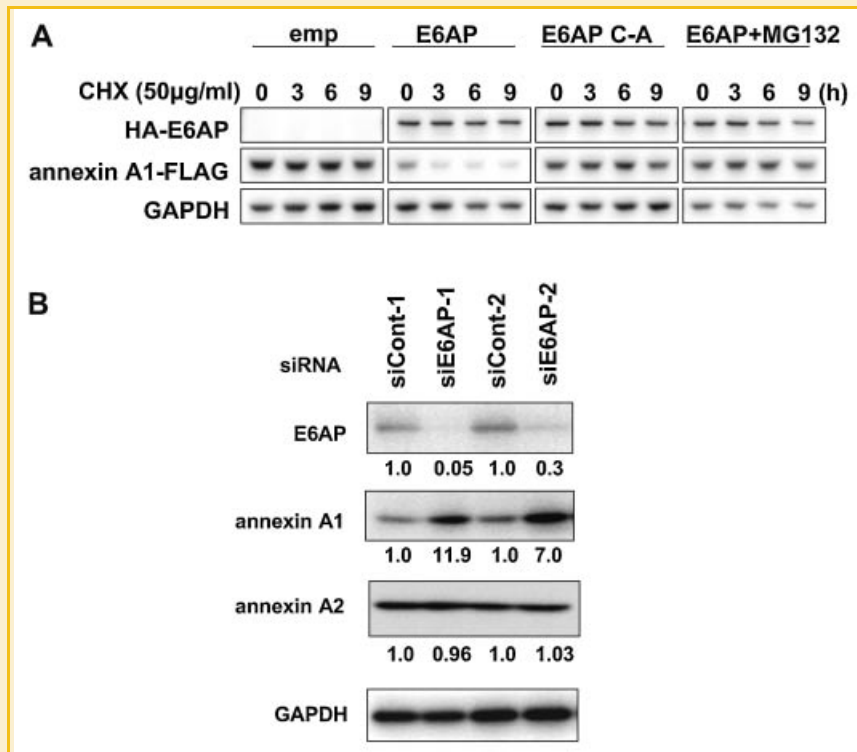 A
emp E6AP E6AP C-A E6AP+MG132
CHX (50μg/ml) 0 3 6 9 0 3 6 9 0 3 6 9 0 3 6 9 (h)
HA-E6AP
annexin A1-FLAG
GAPDH
B
siRNA siCont-1 siE6AP-1 siCont-2 siE6AP-2
E6AP
1.0 0.05 1.0 0.3
annexin A1
1.0 11.9 1.0 7.0
annexin A2
1.0 0.96 1.0 1.03
GAPDH